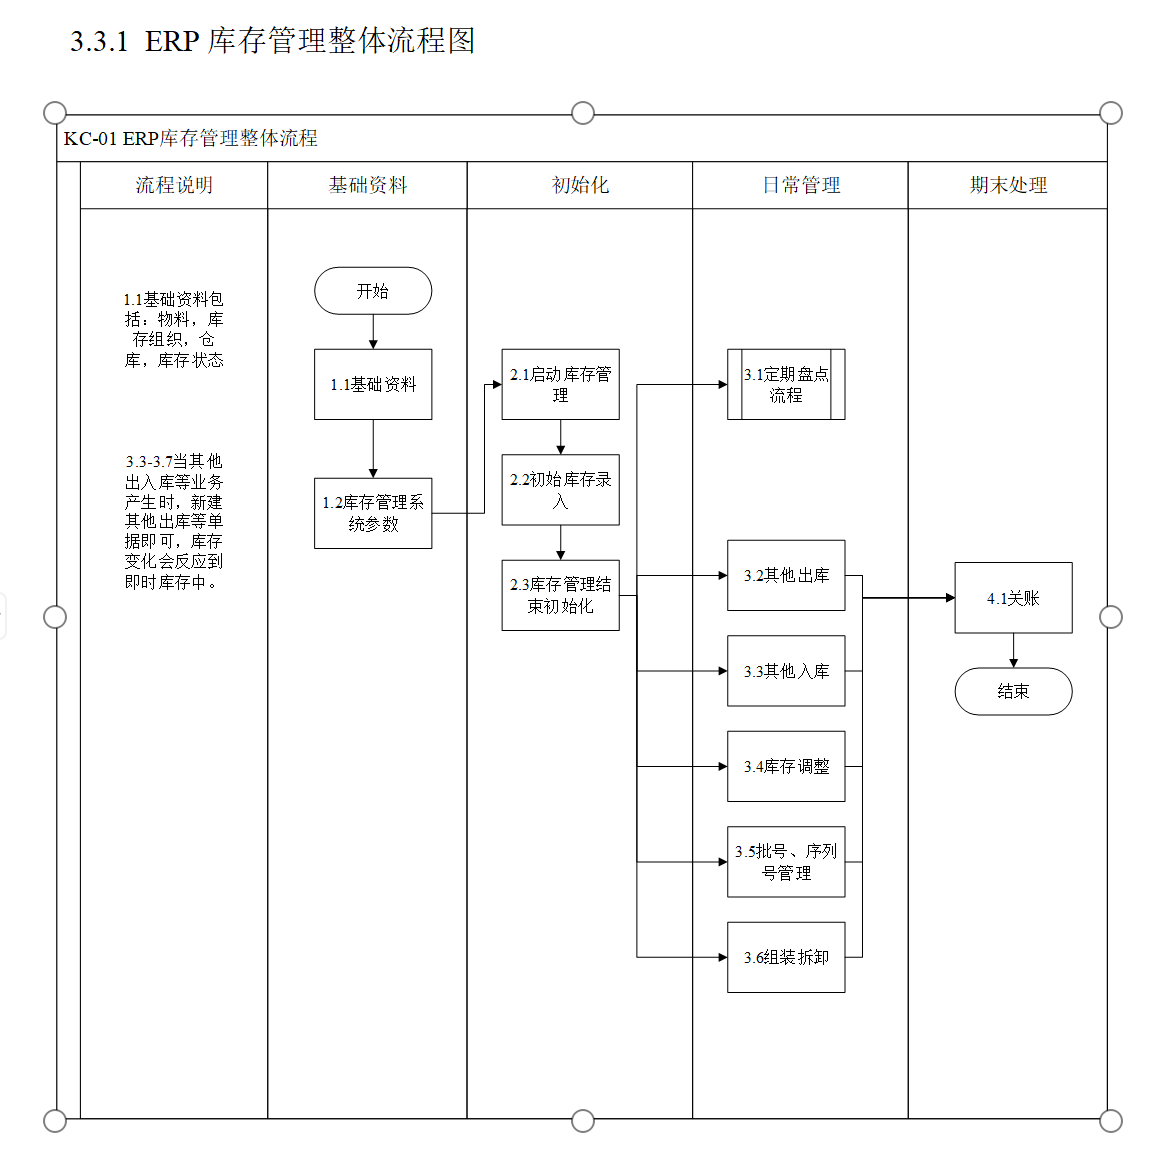 3.3.1 ERP 库存管理整体流程图
KC-01 ERP库存管理整体流程
流程说明
基础资料
初始化
日常管理
期末处理
1.1基础资料包
括：物料，库
存组织，仓
库，库存状态
3.3-3.7当其他
出入库等业务
产生时，新建
其他出库等单
据即可，库存
变化会反应到
即时库存中。
开始
1.1基础资料
1.2库存管理系
统参数
2.1启动库存管
理
2.2初始库存录
入
2.3库存管理结
束初始化
3.1定期盘点
流程
3.2其他出库
3.3其他入库
3.4库存调整
3.5批号、序列
号管理
3.6组装拆卸
4.1关账
结束